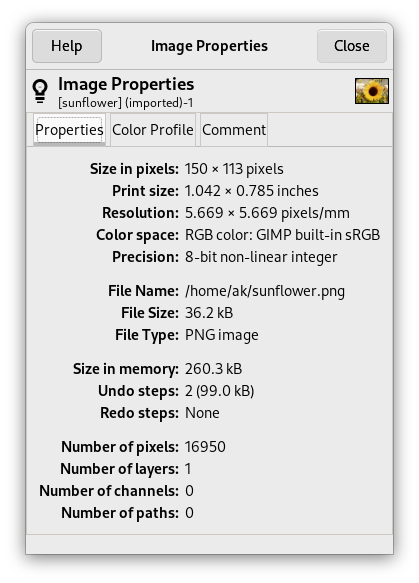 Help Image Properties Close
Image Properties
[sunflower] (imported)-1
Properties Color Profile Comment
Size in pixels: 150 × 113 pixels
Print size: 1.042 × 0.785 inches
Resolution: 5.669 × 5.669 pixels/mm
Color space: RGB color: GIMP built-in sRGB
Precision: 8-bit non-linear integer
File Name: /home/ak/sunflower.png
File Size: 36.2 kB
File Type: PNG image
Size in memory: 260.3 kB
Undo steps: 2 (99.0 kB)
Redo steps: None
Number of pixels: 16950
Number of layers: 1
Number of channels: 0
Number of paths: 0